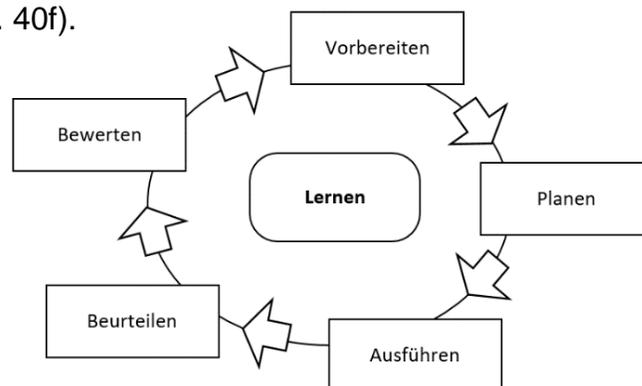 . 40f).
Vorbereiten
Planen
Ausführen
Beurteilen
Bewerten
Lernen